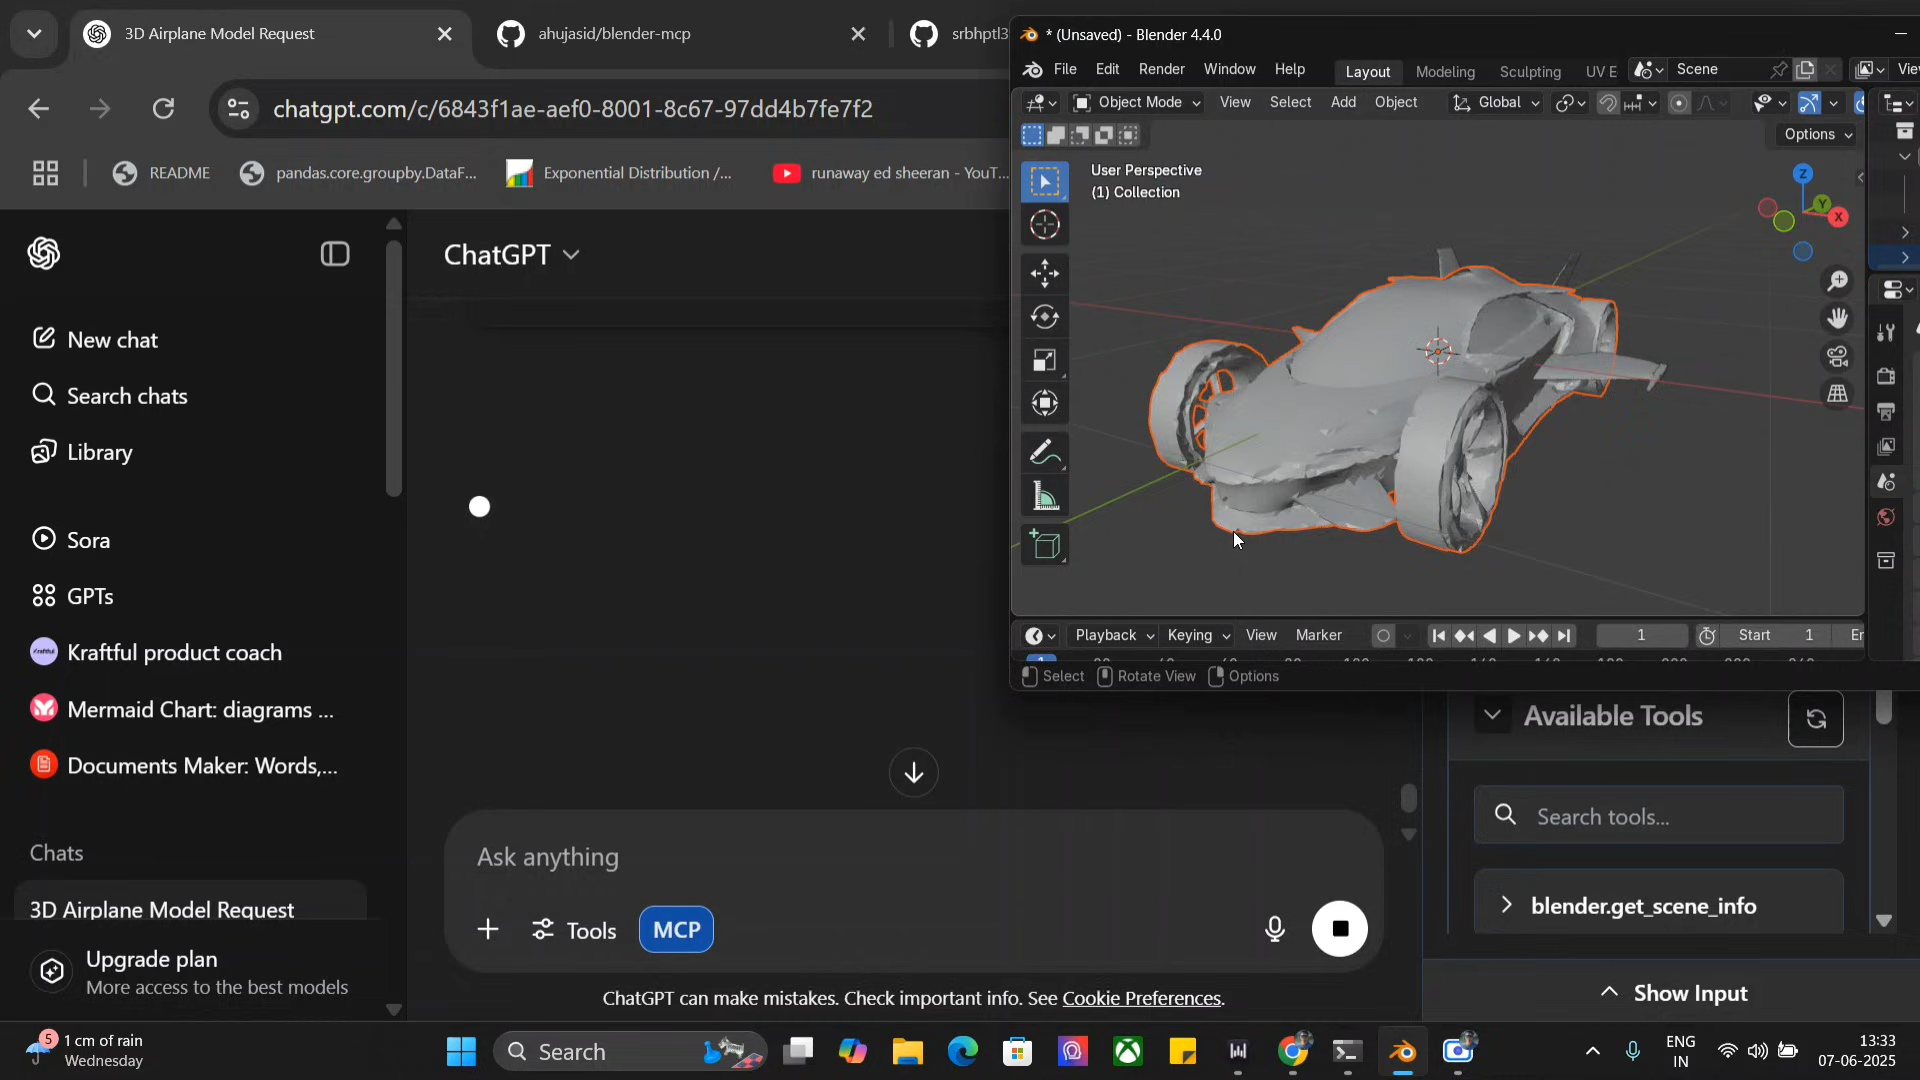 3D Airplane Model Request
ahujasid/blender-mcp
srbhptl3
chatgpt.com/c/6843f1ae-aef0-8001-8c67-97dd4b7fe7f2
README
pandas.core.groupby.DataF...
Exponential Distribution /...
runaway ed sheeran - YouT...
* (Unsaved) - Blender 4.4.0
File Edit Render Window Help Layout Modeling Sculpting UV E Scene
Object Mode View Select Add Object Global
Options
User Perspective
(1) Collection
Z
Y
X
Playback Keying View Marker 1 Start 1
1
Select Rotate View Options
ChatGPT
New chat
Search chats
Library
Sora
GPTs
Kraftful product coach
Mermaid Chart: diagrams ...
Documents Maker: Words,...
Chats
3D Airplane Model Request
Upgrade plan
More access to the best models
Ask anything
Tools
MCP
ChatGPT can make mistakes. Check important info. See Cookie Preferences.
Available Tools
Search tools...
blender.get_scene_info
Show Input
5
1 cm of rain
Wednesday
Search
ENG
IN
13:33
07-06-2025